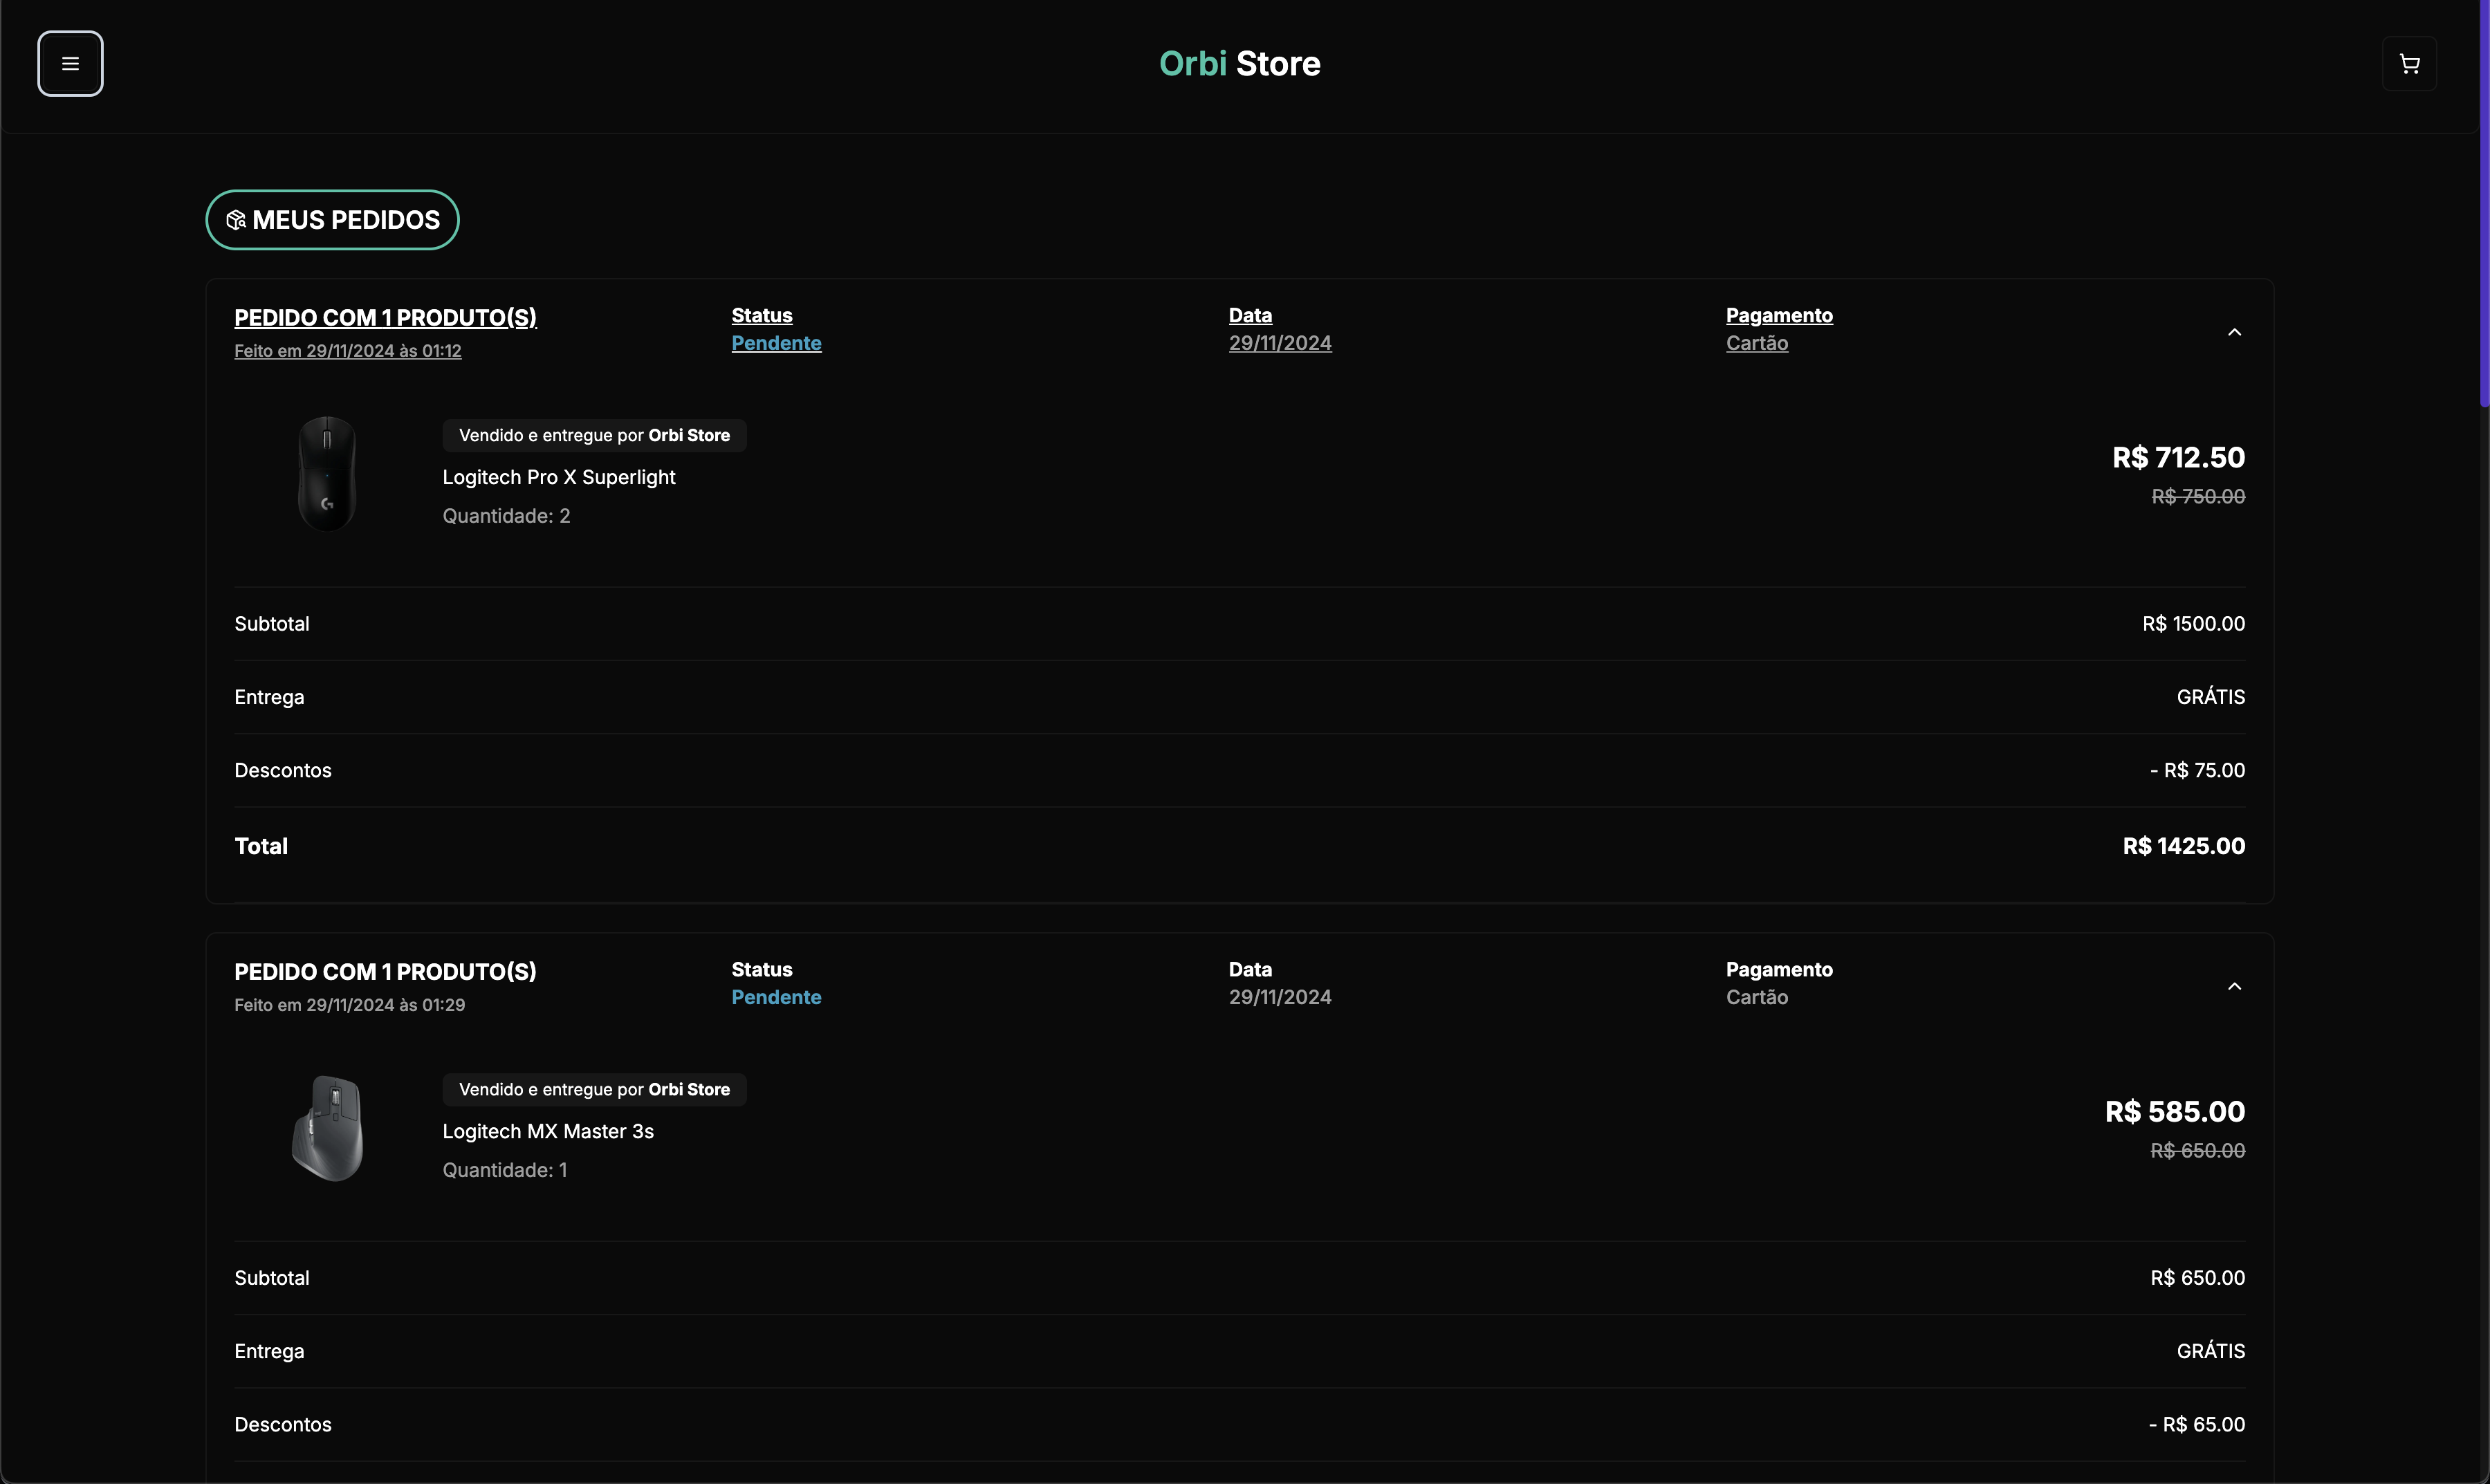 Orbi Store
MEUS PEDIDOS
PEDIDO COM 1 PRODUTO(S)
Feito em 29/11/2024 às 01:12
Status
Pendente
Data
29/11/2024
Pagamento
Cartão
Vendido e entregue por Orbi Store
Logitech Pro X Superlight
Quantidade: 2
R$ 712.50
R$ 750.00
Subtotal
R$ 1500.00
Entrega
GRÁTIS
Descontos
- R$ 75.00
Total
R$ 1425.00
PEDIDO COM 1 PRODUTO(S)
Feito em 29/11/2024 às 01:29
Status
Pendente
Data
29/11/2024
Pagamento
Cartão
Vendido e entregue por Orbi Store
Logitech MX Master 3s
Quantidade: 1
R$ 585.00
R$ 650.00
Subtotal
R$ 650.00
Entrega
GRÁTIS
Descontos
- R$ 65.00